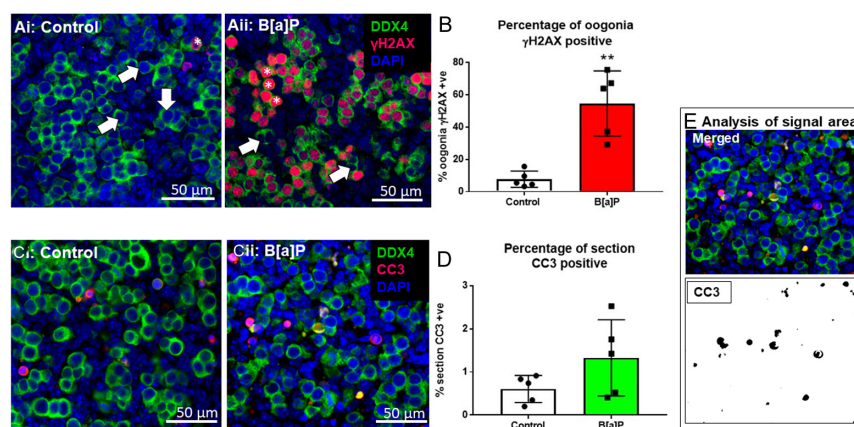 Ai: Control
Aii: B[a]P
DDX4
γH2AX
DAPI
*
*
*
*
50 µm
50 µm
B
Percentage of oogonia
γH2AX positive
**
% oogonia γH2AX +ve
80
60
40
20
0
Control
B[a]P
Ci: Control
Cii: B[a]P
DDX4
CC3
DAPI
50 µm
50 µm
D
Percentage of section
CC3 positive
% section CC3 +ve
3
2
1
0
Control
B[a]P
E Analysis of signal area
Merged
CC3